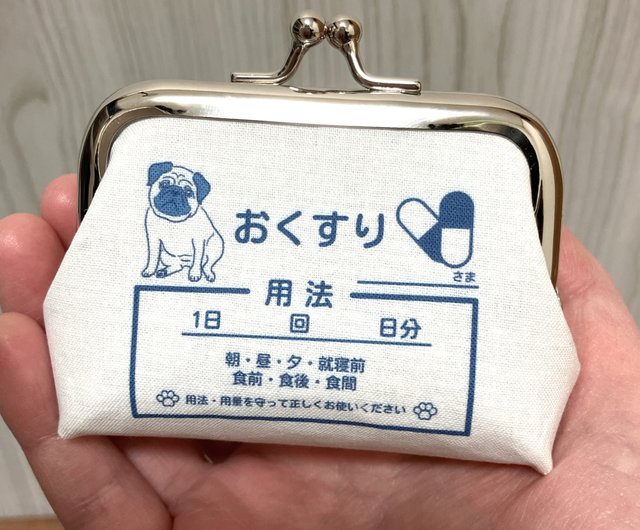 おくすり
さま
用法
1日 回 日分
朝・昼・夕・就寝前
食前・食後・食間
用法・用量を守って正しくお使いください